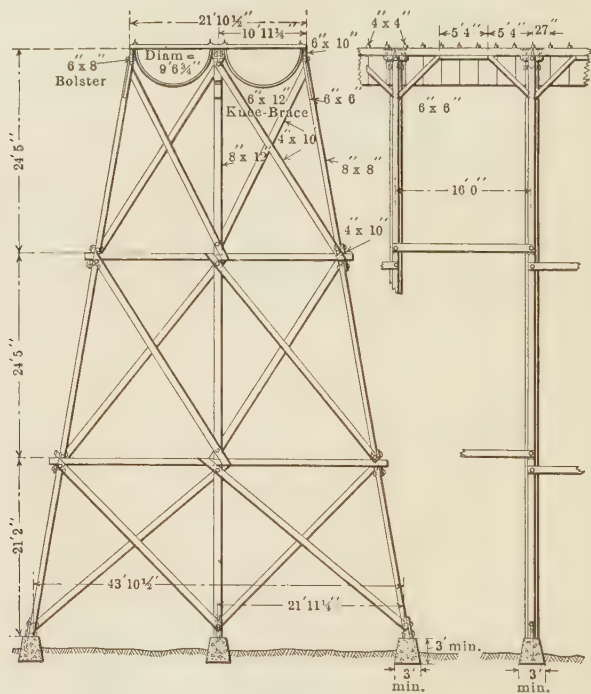 21' 10½"
10' 11¼"
4" x 4"
5' 4"
5' 4"
27"
6" x 8"
Bolster
Diam =
9' 6¾"
6" x 10"
6" x 12"
Knee-Brace
6" x 6"
6" x 6"
4" x 10"
8" x 12"
8" x 8"
16' 0"
24' 5"
4" x 10"
24' 5"
21' 2"
43' 10½"
21' 11¼"
3' min.
3'
min.
3'
min.